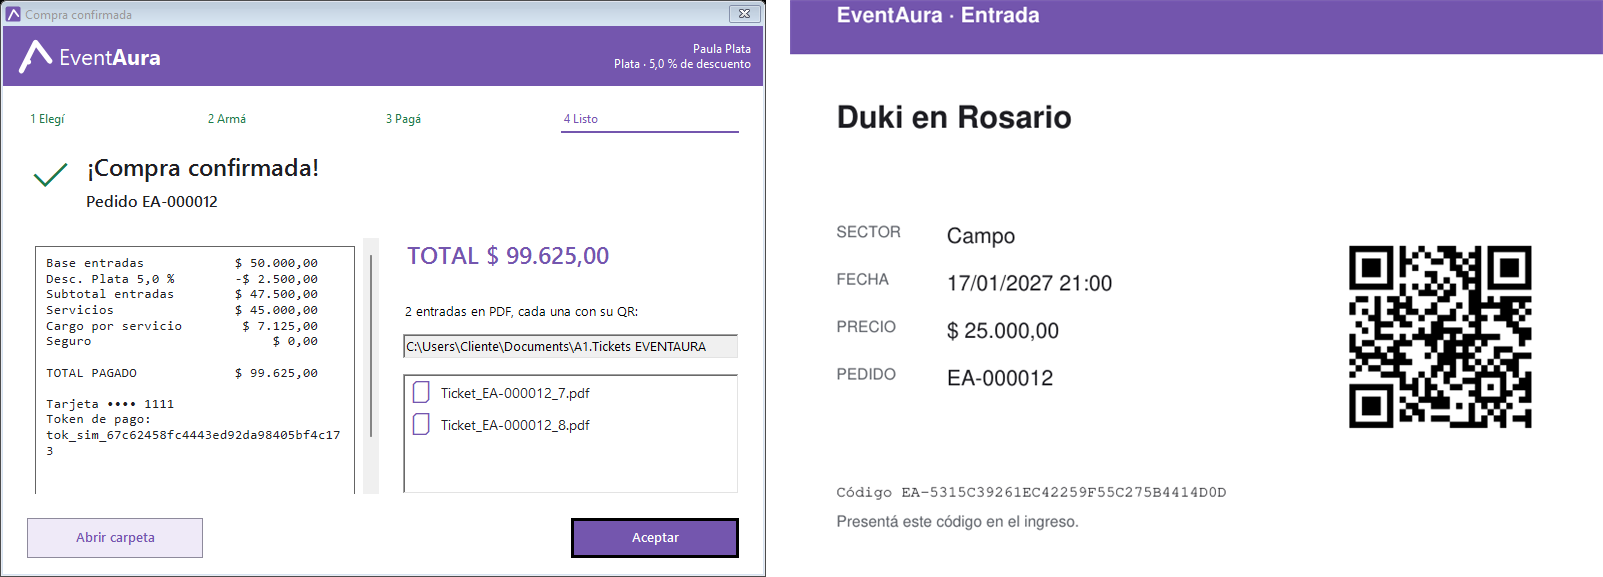 Compra confirmada
EventAura
Paula Plata
Plata · 5,0 % de descuento
1 Elegí
2 Armá
3 Pagá
4 Listo
¡Compra confirmada!
Pedido EA-000012
Base entradas $ 50.000,00
Desc. Plata 5,0 % -$ 2.500,00
Subtotal entradas $ 47.500,00
Servicios $ 45.000,00
Cargo por servicio $ 7.125,00
Seguro $ 0,00
TOTAL PAGADO $ 99.625,00
Tarjeta •••• 1111
Token de pago:
tok_sim_67c62458fc4443ed92da98405bf4c17
3
TOTAL $ 99.625,00
2 entradas en PDF, cada una con su QR:
C:\Users\Cliente\Documents\A1.Tickets EVENTAURA
Ticket_EA-000012_7.pdf
Ticket_EA-000012_8.pdf
Abrir carpeta
Aceptar
EventAura · Entrada
Duki en Rosario
SECTOR Campo
FECHA 17/01/2027 21:00
PRECIO $ 25.000,00
PEDIDO EA-000012
Código EA-5315C39261EC42259F55C275B4414D0D
Presentá este código en el ingreso.